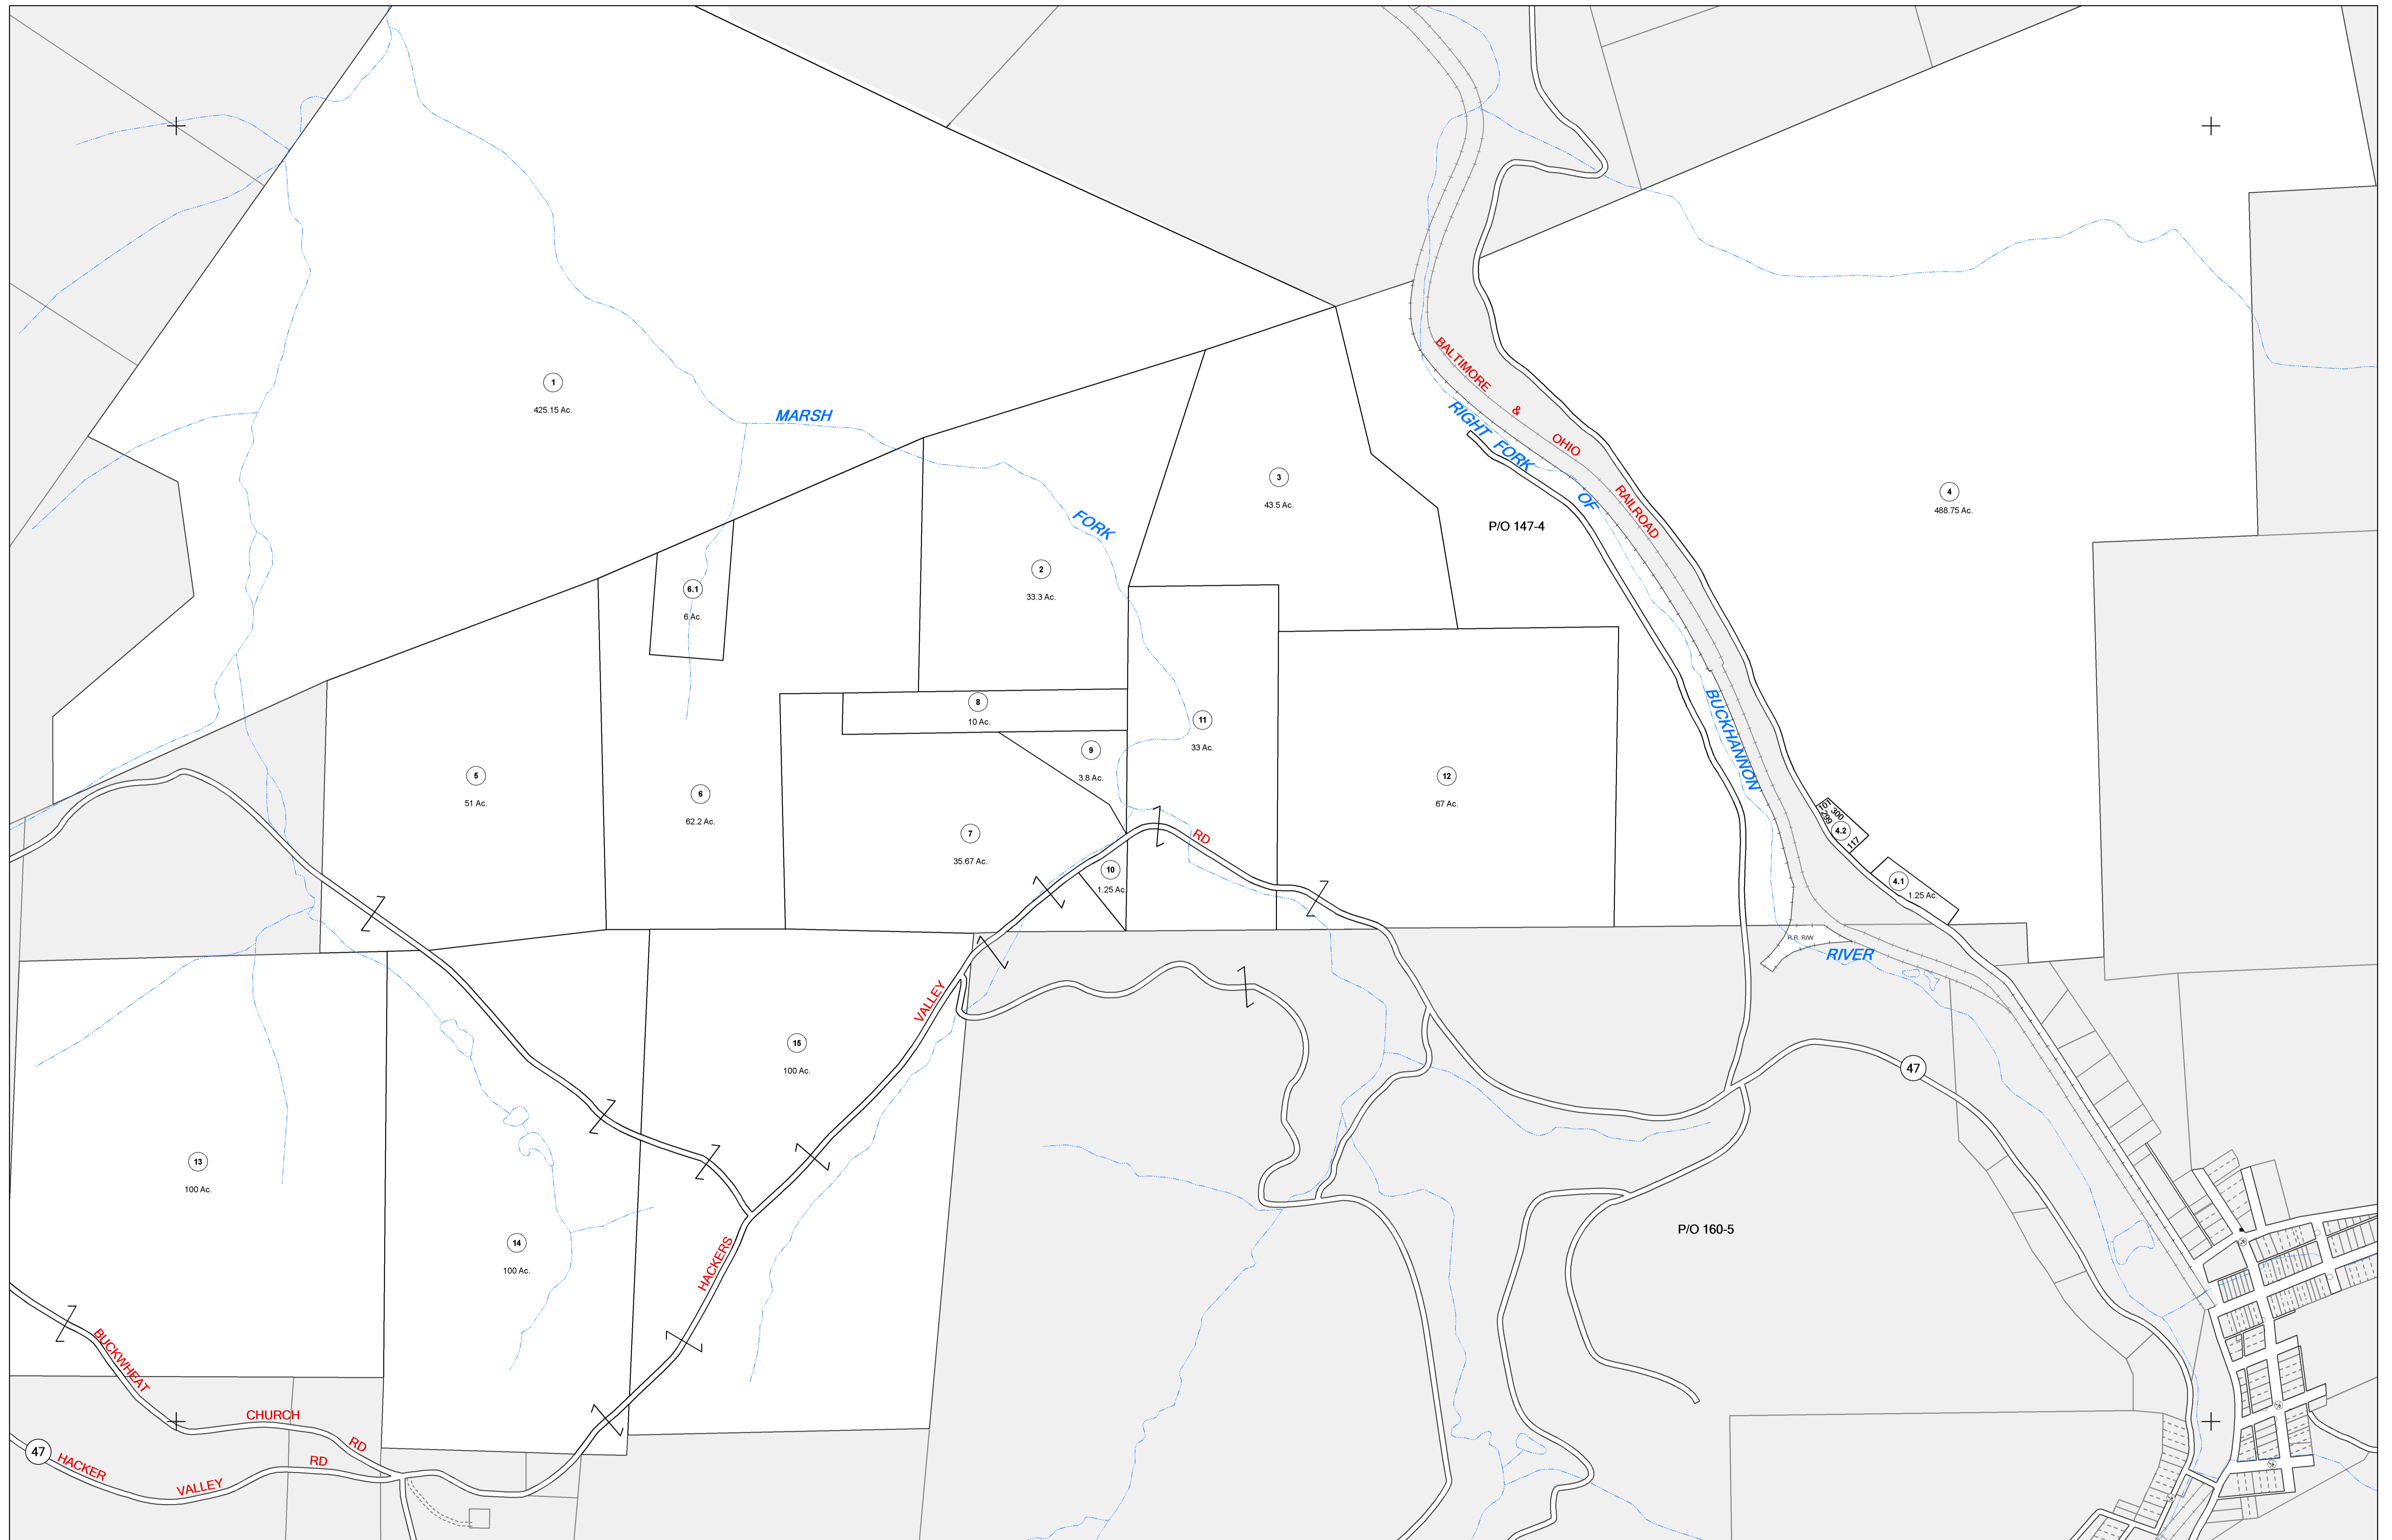 1
425.15 Ac.
MARSH
FORK
BALTIMORE
&
OHIO
RAILROAD
RIGHT FORK
OF
BUCKHANNON
RIVER
3
43.5 Ac.
4
488.75 Ac.
P/O 147-4
2
33.3 Ac.
6.1
6 Ac.
8
10 Ac.
11
33 Ac.
9
3.8 Ac.
5
51 Ac.
6
62.2 Ac.
12
67 Ac.
7
35.67 Ac.
10
1.25 Ac.
RD
101
300
299
4.2
117
4.1
1.25 Ac.
R.R. R/W
VALLEY
15
100 Ac.
47
13
100 Ac.
14
100 Ac.
HACKERS
P/O 160-5
BUCKWHEAT
CHURCH
RD
47
HACKER
VALLEY
RD